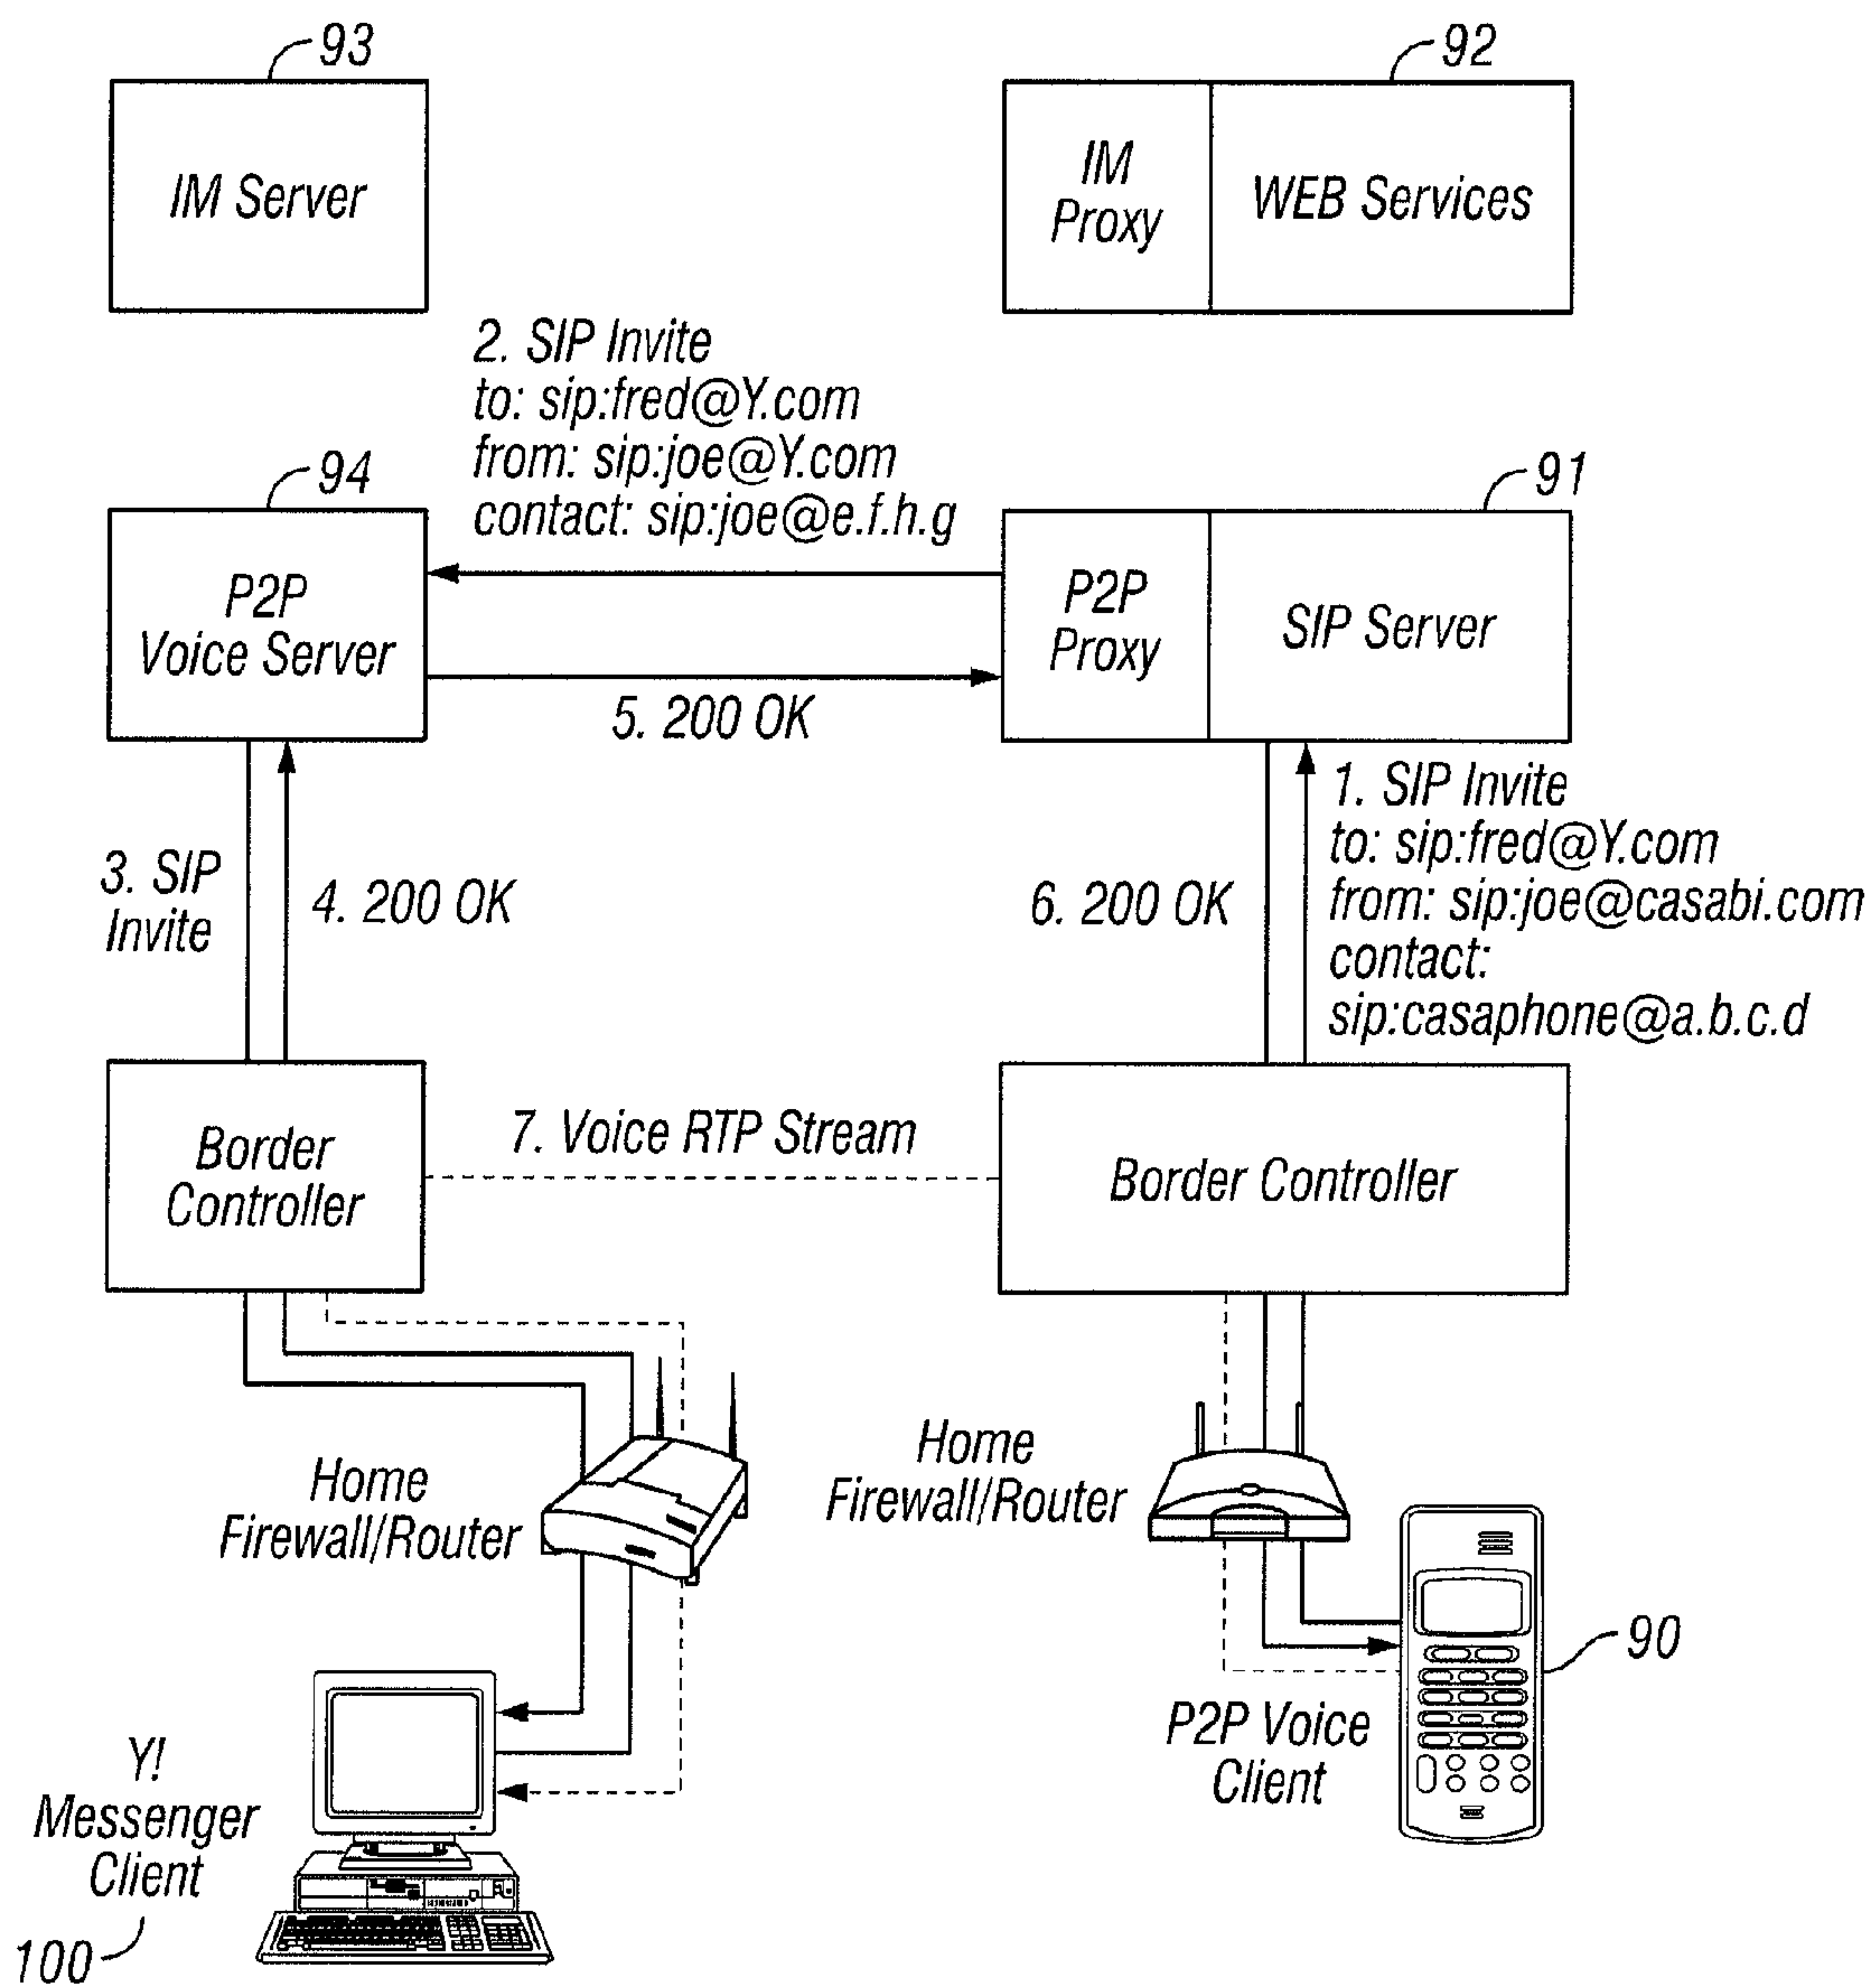 93
92
IM Server
IM
Proxy
WEB Services
2. SIP Invite
to: sip:fred@Y.com
from: sip:joe@Y.com
contact: sip:joe@e.f.h.g
94
91
P2P
Voice Server
P2P
Proxy
SIP Server
5. 200 OK
1. SIP Invite
to: sip:fred@Y.com
from: sip:joe@casabi.com
contact:
sip:casaphone@a.b.c.d
3. SIP
Invite
4. 200 OK
6. 200 OK
Border
Controller
7. Voice RTP Stream
Border Controller
Home
Firewall/Router
Home
Firewall/Router
90
P2P Voice
Client
Y!
Messenger
Client
100